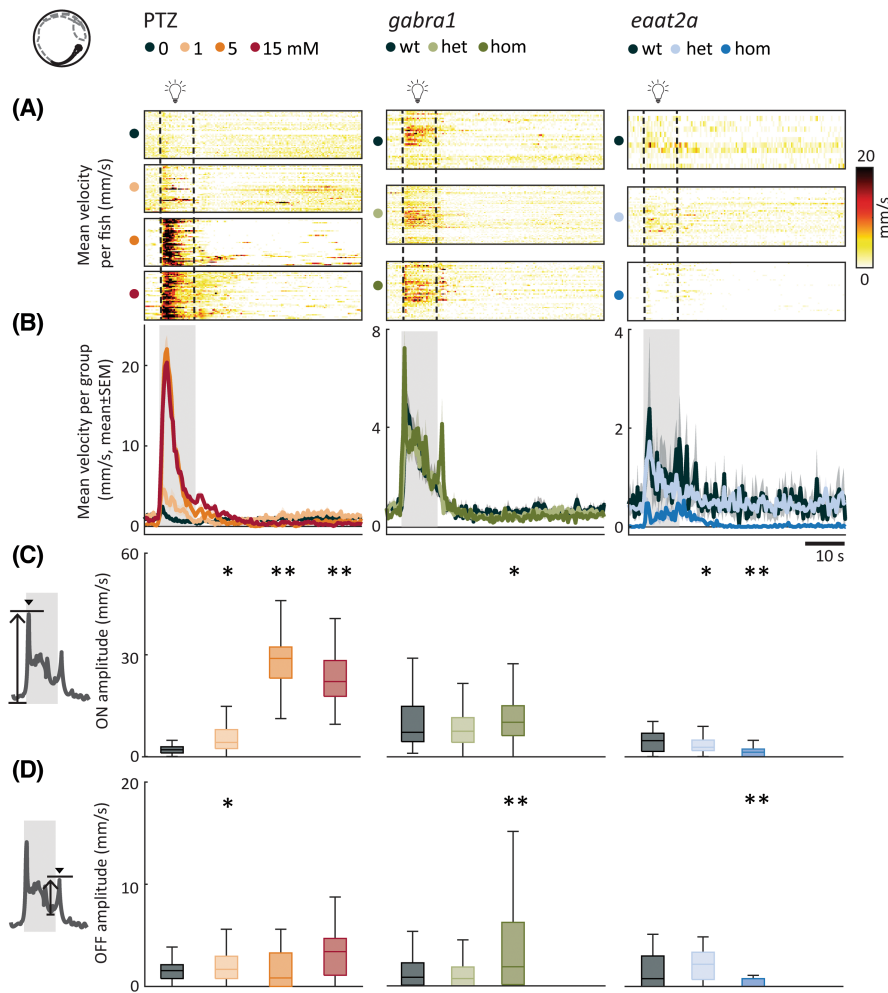 PTZ gabra1 eaat2a
0 1 5 15 mM wt het hom wt het hom
(A)
Mean velocity
per fish (mm/s)
20
mm/s
0
(B)
Mean velocity per group
(mm/s, mean±SEM)
20
10
0
8
4
0
4
2
0
10 s
(C)
ON amplitude (mm/s)
60
30
0
* ** ** * * **
(D)
OFF amplitude (mm/s)
20
10
0
* ** **